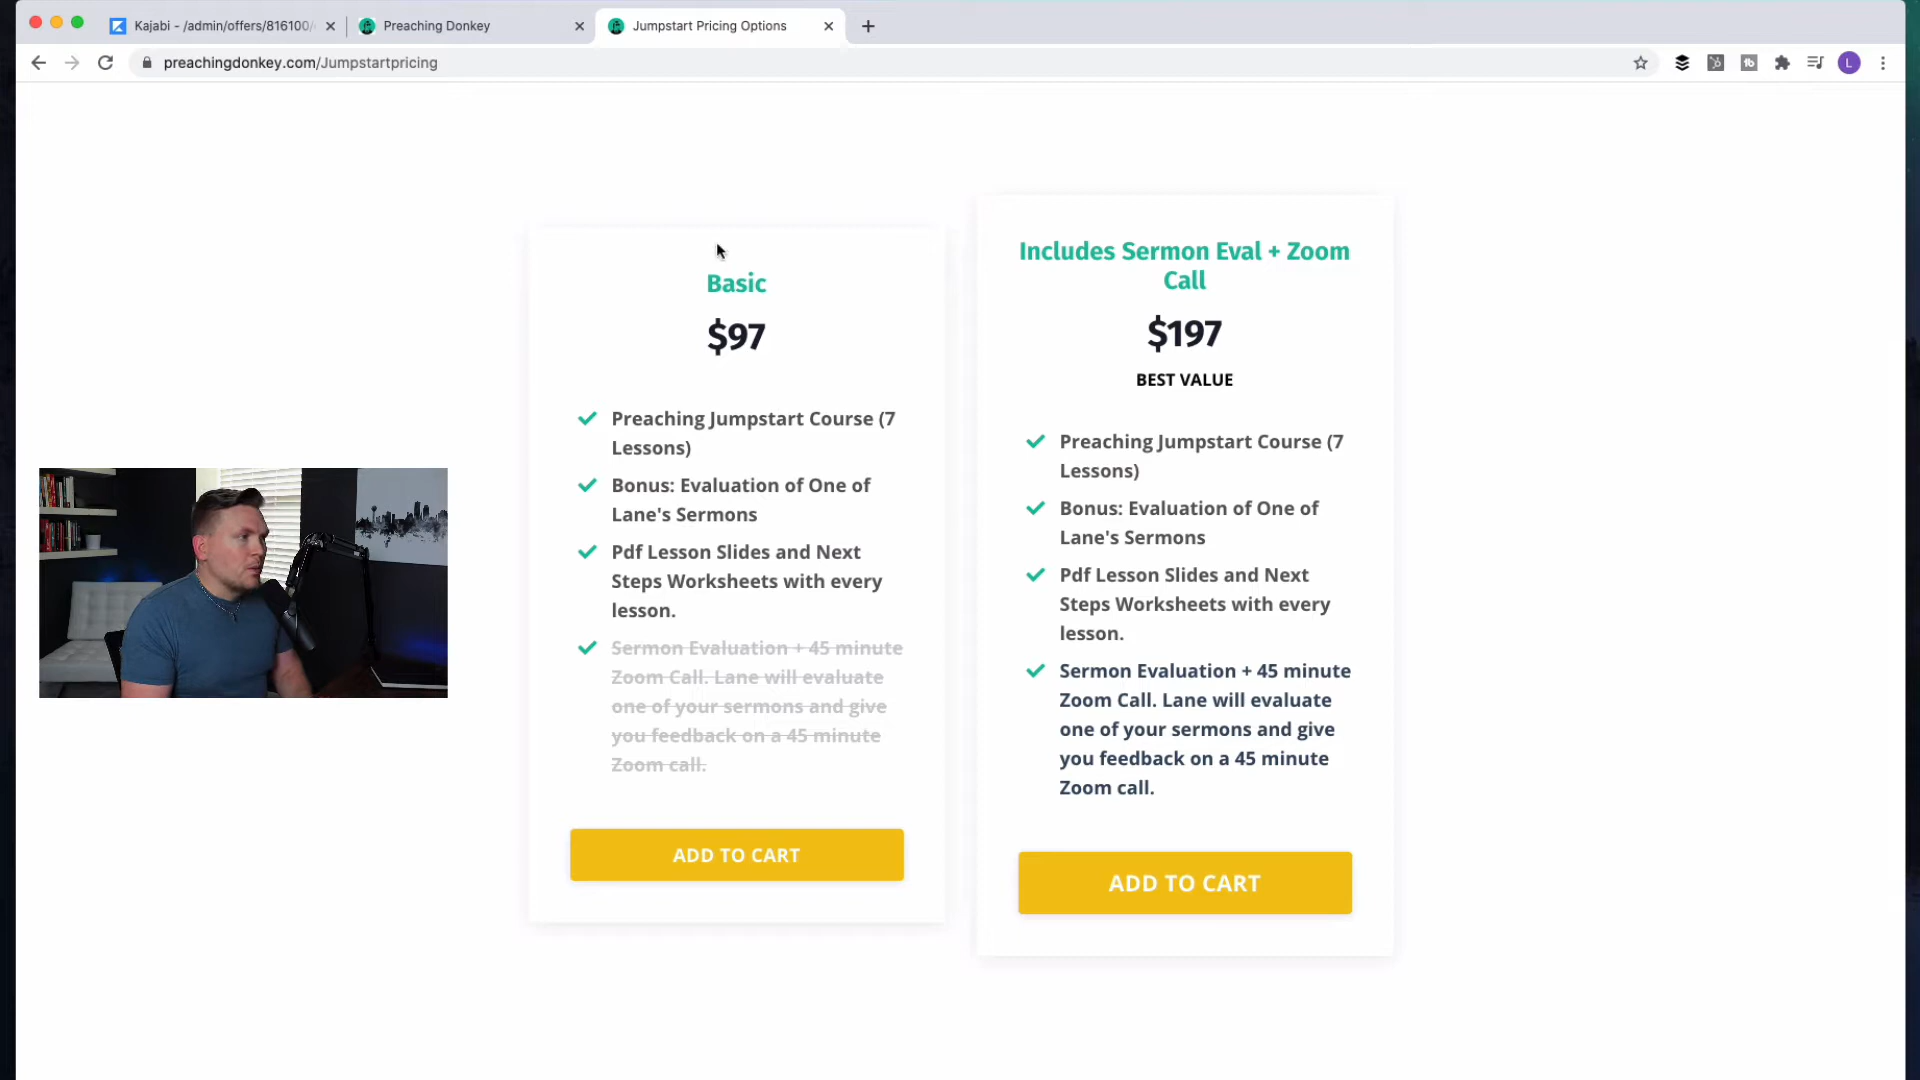 Kajabi - /admin/offers/816100/
Preaching Donkey
Jumpstart Pricing Options
preachingdonkey.com/Jumpstartpricing
L
Basic
$97
Preaching Jumpstart Course (7
Lessons)
Bonus: Evaluation of One of
Lane's Sermons
Pdf Lesson Slides and Next
Steps Worksheets with every
lesson.
Sermon Evaluation + 45 minute
Zoom Call. Lane will evaluate
one of your sermons and give
you feedback on a 45 minute
Zoom call.
ADD TO CART
Includes Sermon Eval + Zoom
Call
$197
BEST VALUE
Preaching Jumpstart Course (7
Lessons)
Bonus: Evaluation of One of
Lane's Sermons
Pdf Lesson Slides and Next
Steps Worksheets with every
lesson.
Sermon Evaluation + 45 minute
Zoom Call. Lane will evaluate
one of your sermons and give
you feedback on a 45 minute
Zoom call.
ADD TO CART